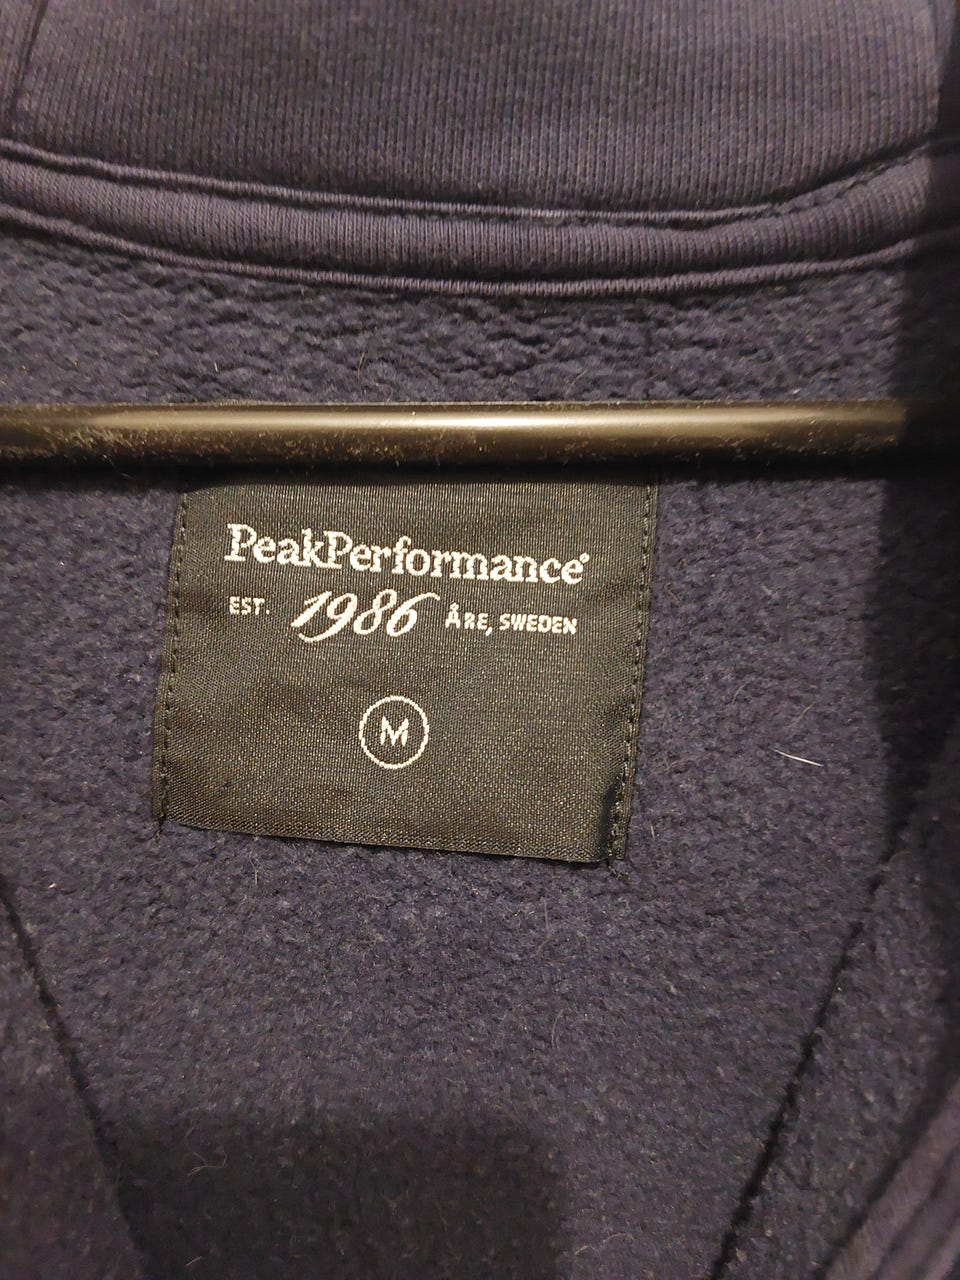 PeakPerformance®
EST. 1986 ÅRE, SWEDEN
M